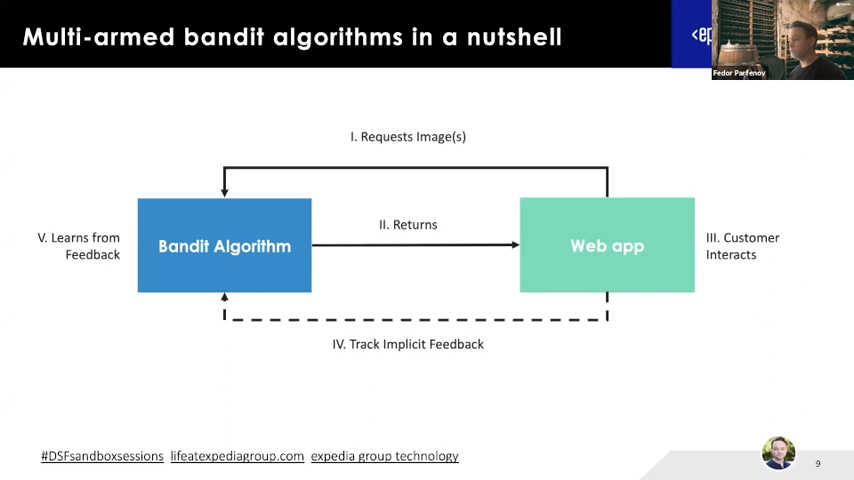 Multi-armed bandit algorithms in a nutshell
<ep
Fedor Parfenov
I. Requests Image(s)
II. Returns
V. Learns from
Feedback
Bandit Algorithm
Web app
III. Customer
Interacts
IV. Track Implicit Feedback
#DSFsandboxsessions lifeatexpediagroup.com expedia group technology
9